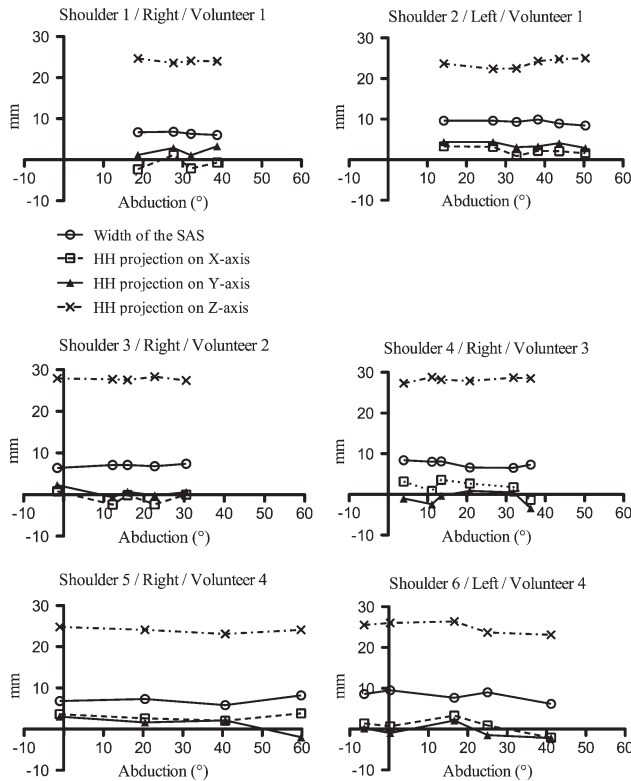 Shoulder 1 / Right / Volunteer 1
30
20
10
-10
mm
-10 10 20 30 40 50 60
Abduction (°)
Shoulder 2 / Left / Volunteer 1
30
20
10
-10
mm
-10 10 20 30 40 50 60
Abduction (°)
Width of the SAS
HH projection on X-axis
HH projection on Y-axis
HH projection on Z-axis
Shoulder 3 / Right / Volunteer 2
30
20
10
-10
mm
-10 10 20 30 40 50 60
Abduction (°)
Shoulder 4 / Right / Volunteer 3
30
20
10
-10
mm
-10 10 20 30 40 50 60
Abduction (°)
Shoulder 5 / Right / Volunteer 4
30
20
10
-10
mm
-10 10 20 30 40 50 60
Abduction (°)
Shoulder 6 / Left / Volunteer 4
30
20
10
-10
mm
-10 10 20 30 40 50 60
Abduction (°)